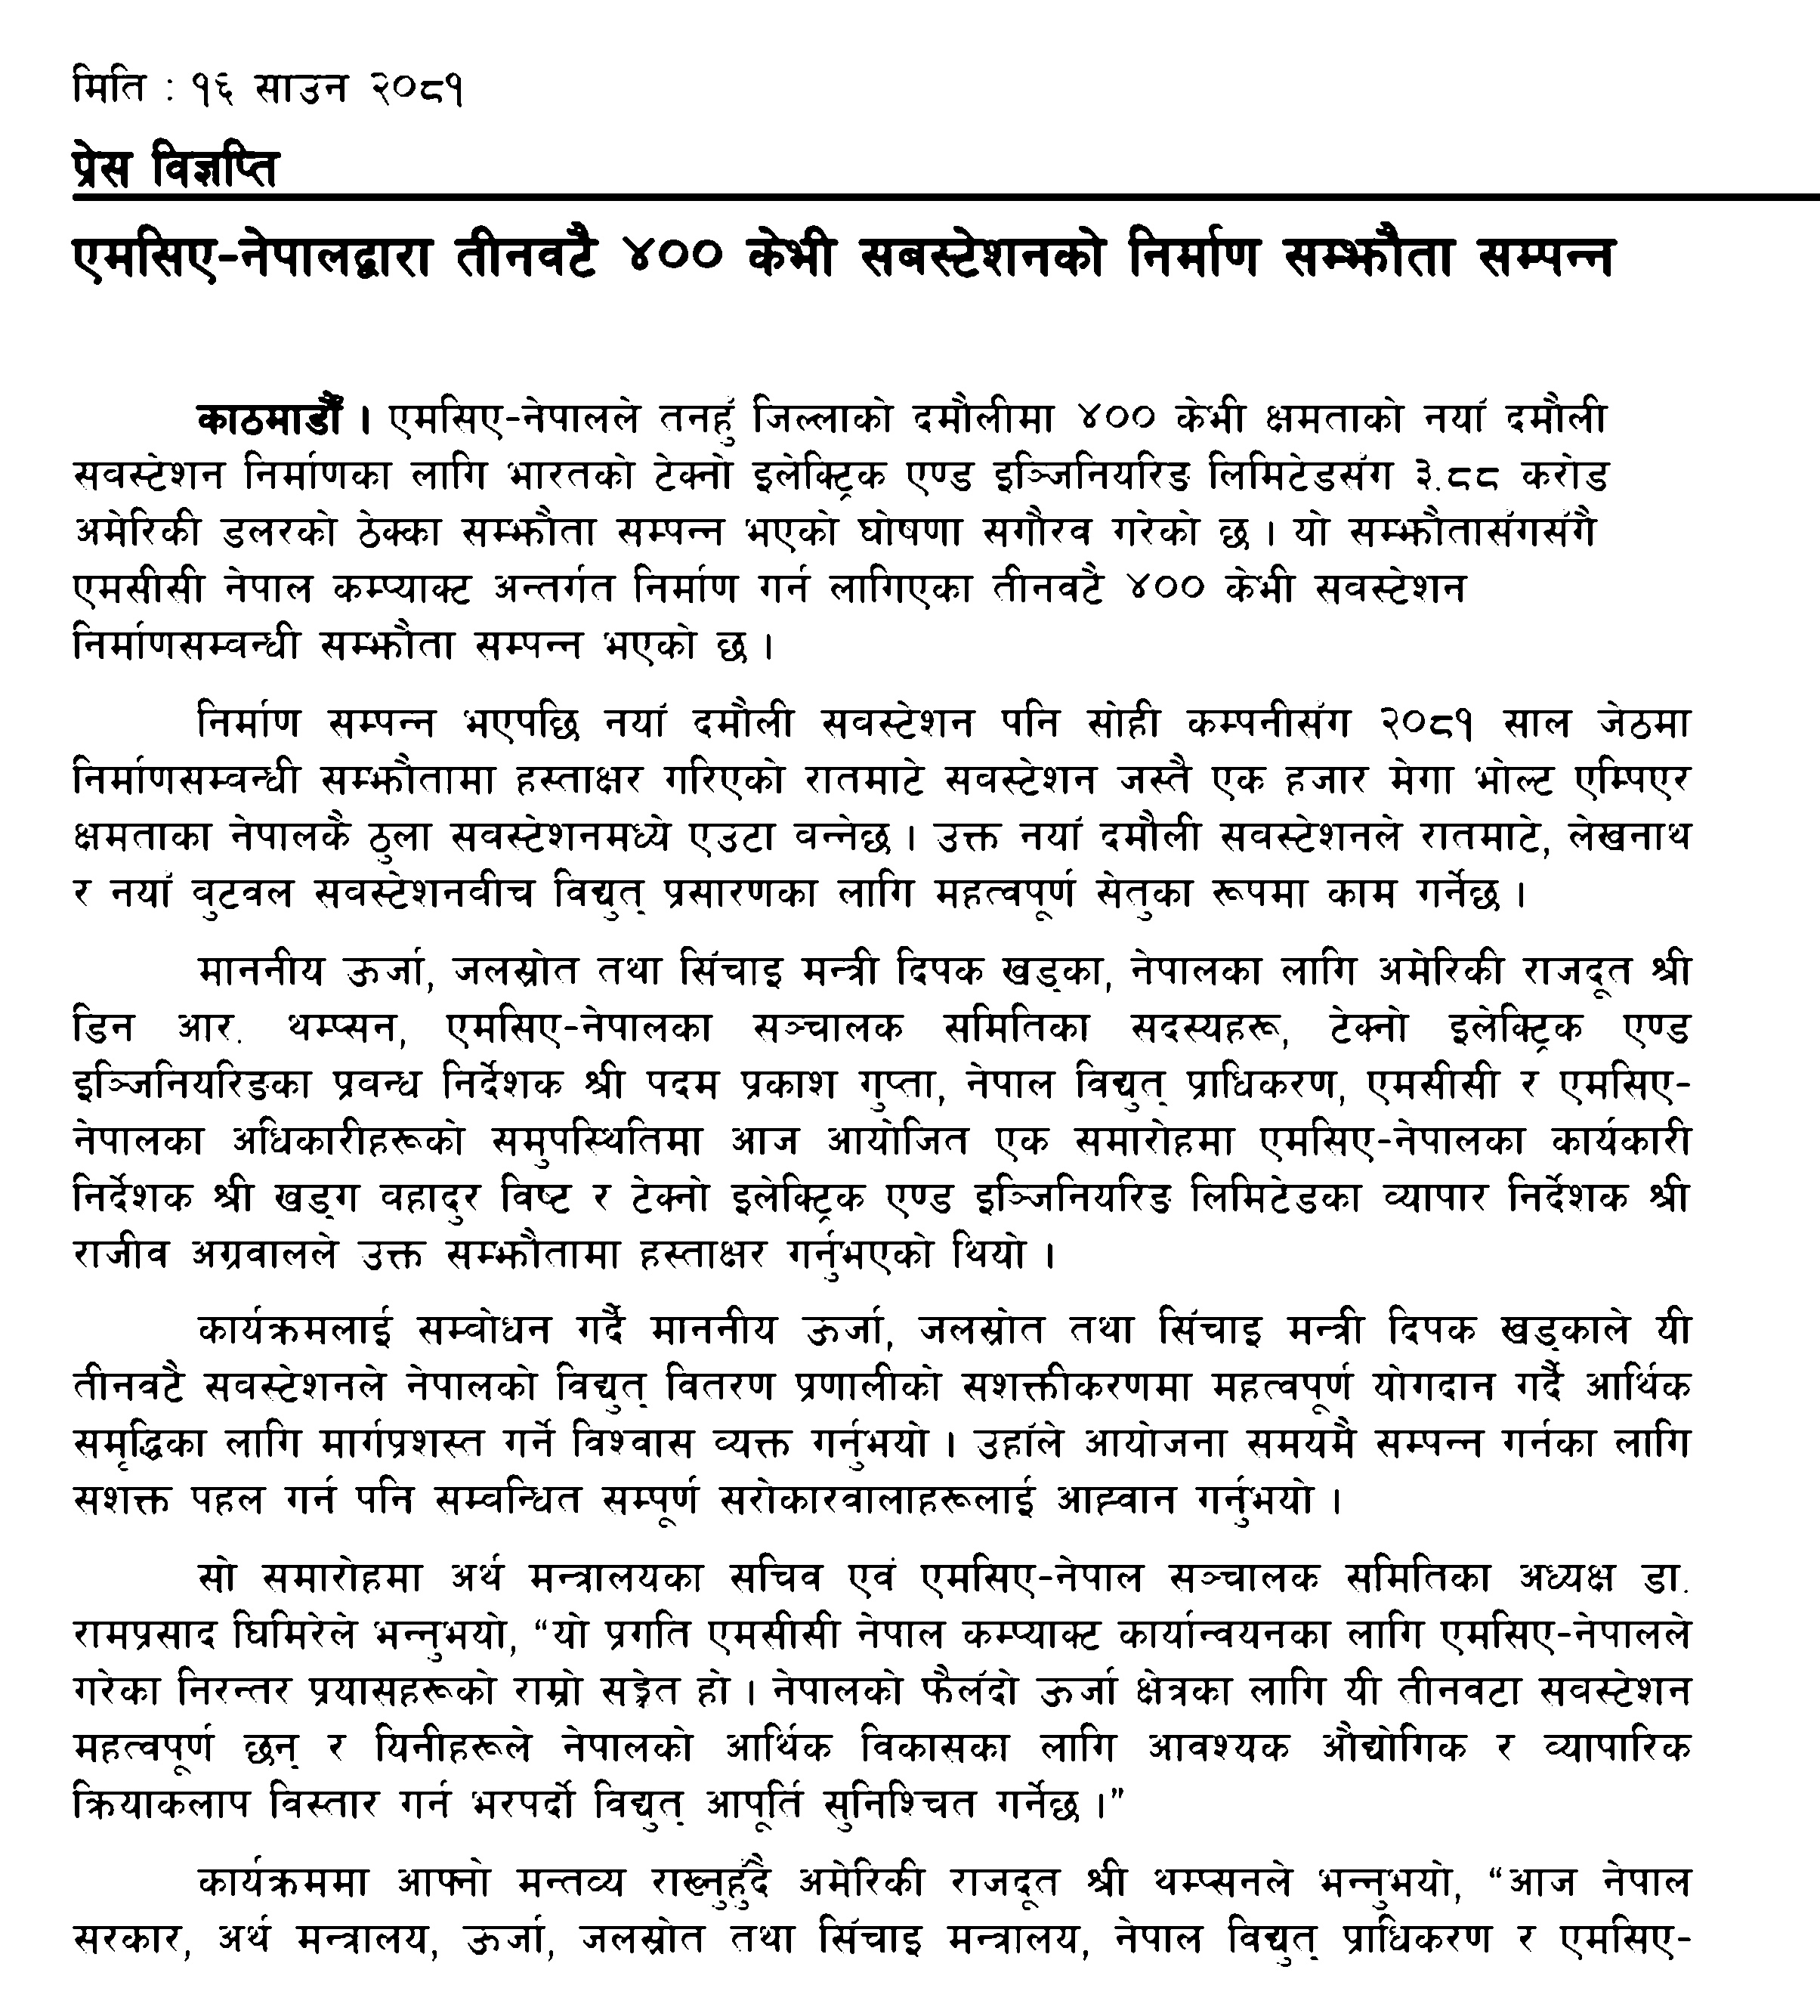 मिति : १६ साउन २०८१
प्रेस विज्ञप्ति
एमसिए-नेपालद्वारा तीनवटै ४०० केभी सबस्टेशनको निर्माण सम्झौता सम्पन्न
काठमाडौँ । एमसिए-नेपालले तनहुँ जिल्लाको दमौलीमा ४०० केभी क्षमताको नयाँ दमौली
सवस्टेशन निर्माणका लागि भारतको टेक्नो इलेक्ट्रिक एण्ड इञ्जिनियरिङ लिमिटेडसँग ३.८८ करोड
अमेरिकी डलरको ठेक्का सम्झौता सम्पन्न भएको घोषणा सगौरव गरेको छ । यो सम्झौतासँगसँगै
एमसीसी नेपाल कम्प्याक्ट अन्तर्गत निर्माण गर्न लागिएका तीनवटै ४०० केभी सवस्टेशन
निर्माणसम्वन्धी सम्झौता सम्पन्न भएको छ ।
निर्माण सम्पन्न भएपछि नयाँ दमौली सवस्टेशन पनि सोही कम्पनीसँग २०८१ साल जेठमा
निर्माणसम्वन्धी सम्झौतामा हस्ताक्षर गरिएको रातमाटे सवस्टेशन जस्तै एक हजार मेगा भोल्ट एम्पिएर
क्षमताका नेपालकै ठुला सवस्टेशनमध्ये एउटा वन्नेछ । उक्त नयाँ दमौली सवस्टेशनले रातमाटे, लेखनाथ
र नयाँ वुटवल सवस्टेशनवीच विद्युत् प्रसारणका लागि महत्वपूर्ण सेतुका रूपमा काम गर्नेछ ।
माननीय ऊर्जा, जलस्रोत तथा सिँचाइ मन्त्री दिपक खड्का, नेपालका लागि अमेरिकी राजदूत श्री
डिन आर. थम्प्सन, एमसिए-नेपालका सञ्चालक समितिका सदस्यहरू, टेक्नो इलेक्ट्रिक एण्ड
इञ्जिनियरिङका प्रवन्ध निर्देशक श्री पदम प्रकाश गुप्ता, नेपाल विद्युत् प्राधिकरण, एमसीसी र एमसिए-
नेपालका अधिकारीहरूको समुपस्थितिमा आज आयोजित एक समारोहमा एमसिए-नेपालका कार्यकारी
निर्देशक श्री खड्ग वहादुर विष्ट र टेक्नो इलेक्ट्रिक एण्ड इञ्जिनियरिङ लिमिटेडका व्यापार निर्देशक श्री
राजीव अग्रवालले उक्त सम्झौतामा हस्ताक्षर गर्नुभएको थियो ।
कार्यक्रमलाई सम्वोधन गर्दै माननीय ऊर्जा, जलस्रोत तथा सिँचाइ मन्त्री दिपक खड्काले यी
तीनवटै सवस्टेशनले नेपालको विद्युत् वितरण प्रणालीको सशक्तीकरणमा महत्वपूर्ण योगदान गर्दै आर्थिक
समृद्धिका लागि मार्गप्रशस्त गर्ने विश्वास व्यक्त गर्नुभयो । उहाँले आयोजना समयमै सम्पन्न गर्नका लागि
सशक्त पहल गर्न पनि सम्वन्धित सम्पूर्ण सरोकारवालाहरूलाई आह्वान गर्नुभयो ।
सो समारोहमा अर्थ मन्त्रालयका सचिव एवं एमसिए-नेपाल सञ्चालक समितिका अध्यक्ष डा.
रामप्रसाद घिमिरेले भन्नुभयो, “यो प्रगति एमसीसी नेपाल कम्प्याक्ट कार्यान्वयनका लागि एमसिए-नेपालले
गरेका निरन्तर प्रयासहरूको राम्रो सङ्केत हो । नेपालको फैलँदो ऊर्जा क्षेत्रका लागि यी तीनवटा सवस्टेशन
महत्वपूर्ण छन् र यिनीहरूले नेपालको आर्थिक विकासका लागि आवश्यक औद्योगिक र व्यापारिक
क्रियाकलाप विस्तार गर्न भरपर्दो विद्युत् आपूर्ति सुनिश्चित गर्नेछ ।”
कार्यक्रममा आफ्नो मन्तव्य राख्नुहुँदै अमेरिकी राजदूत श्री थम्प्सनले भन्नुभयो, “आज नेपाल
सरकार, अर्थ मन्त्रालय, ऊर्जा, जलस्रोत तथा सिँचाइ मन्त्रालय, नेपाल विद्युत् प्राधिकरण र एमसिए-